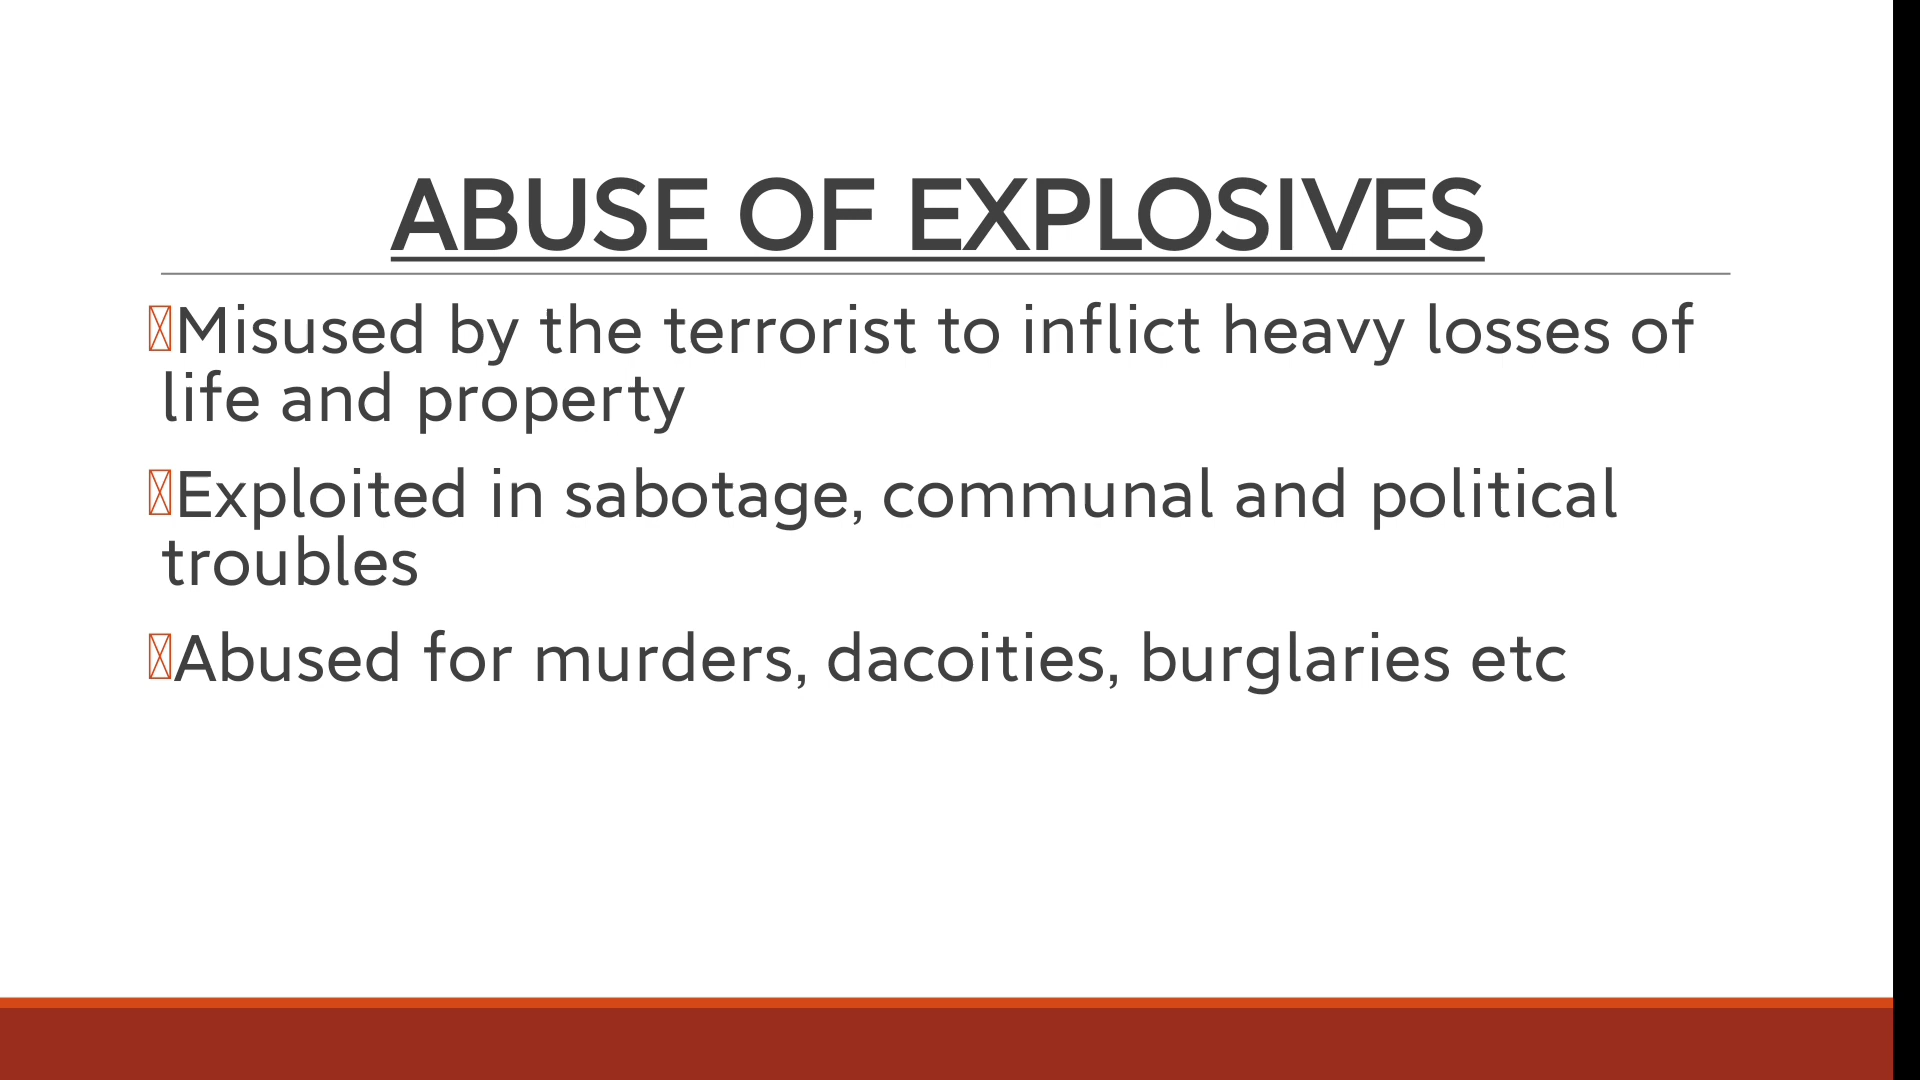 ABUSE OF EXPLOSIVES
Misused by the terrorist to inflict heavy losses of
life and property
Exploited in sabotage, communal and political
troubles
Abused for murders, dacoities, burglaries etc